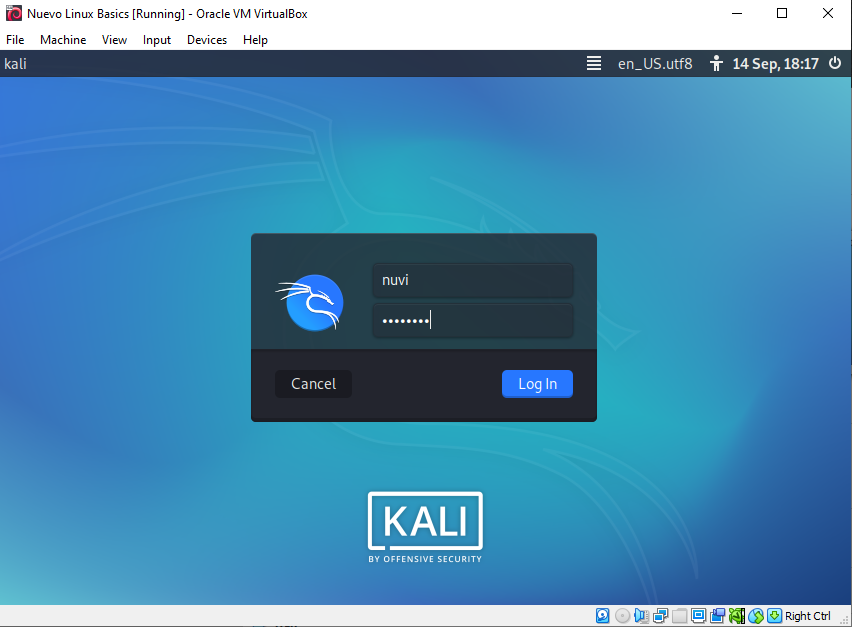 Nuevo Linux Basics [Running] - Oracle VM VirtualBox
File Machine View Input Devices Help
kali en_US.utf8 14 Sep, 18:17
nuvi
••••••••
Cancel Log In
KALI
BY OFFENSIVE SECURITY
Right Ctrl